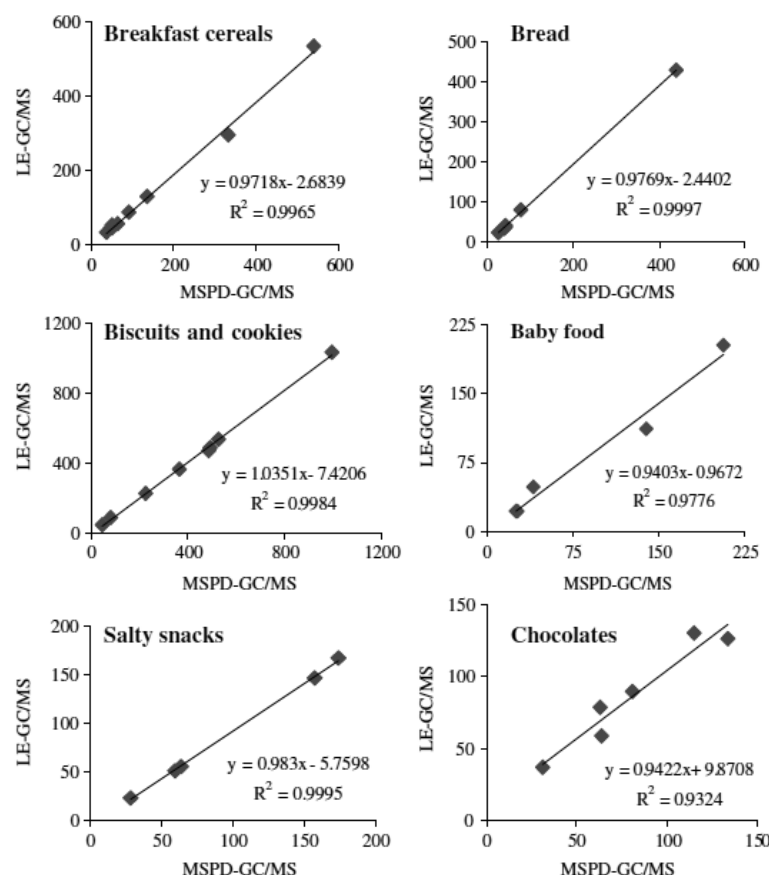 Breakfast cereals
600
400
200
0
0 200 400 600
LE-GC/MS
MSPD-GC/MS
y = 0.9718x- 2.6839
R2 = 0.9965
Bread
500
400
300
200
100
0
0 200 400 600
LE-GC/MS
MSPD-GC/MS
y = 0.9769x- 2.4402
R2 = 0.9997
Biscuits and cookies
1200
800
400
0
0 400 800 1200
LE-GC/MS
MSPD-GC/MS
y = 1.0351x- 7.4206
R2 = 0.9984
Baby food
225
150
75
0
0 75 150 225
LE-GC/MS
MSPD-GC/MS
y = 0.9403x- 0.9672
R2 = 0.9776
Salty snacks
200
150
100
50
0
0 50 100 150 200
LE-GC/MS
MSPD-GC/MS
y = 0.983x - 5.7598
R2 = 0.9995
Chocolates
150
100
50
0
0 50 100 150
LE-GC/MS
MSPD-GC/MS
y = 0.9422x+ 9.8708
R2 = 0.9324